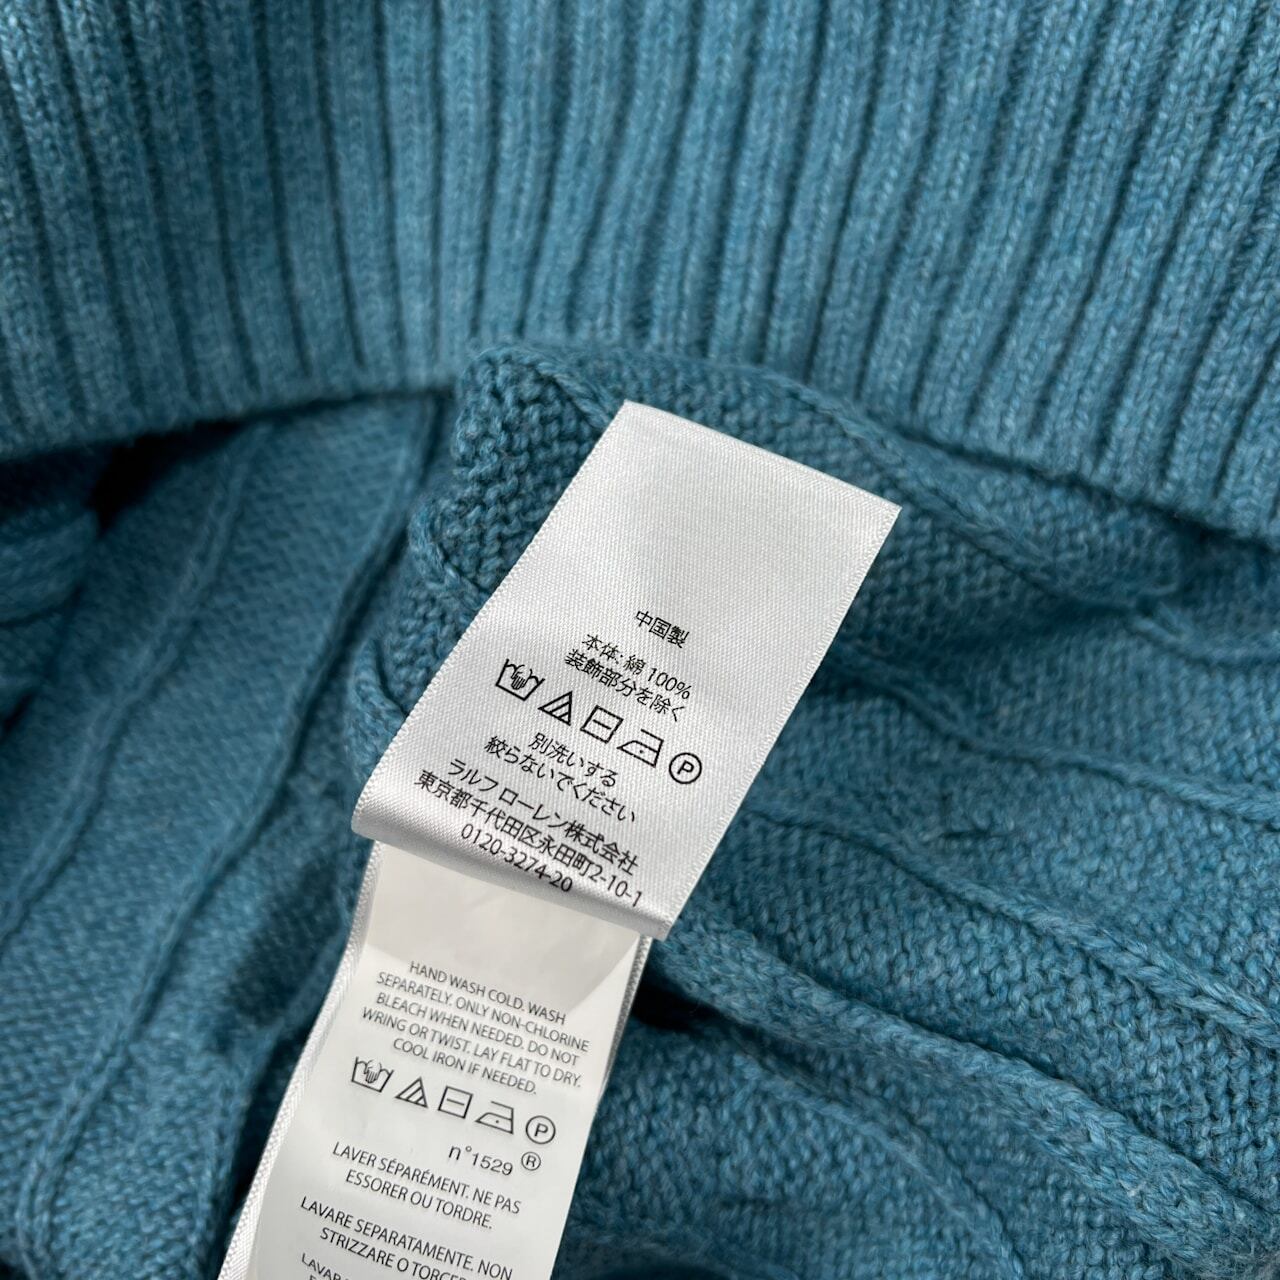 中国製
本体: 綿 100%
装飾部分を除く
P
別洗いする
絞らないでください
ラルフ ローレン株式会社
東京都千代田区永田町2-10-1
0120-3274-20
HAND WASH COLD. WASH
SEPARATELY. ONLY NON-CHLORINE
BLEACH WHEN NEEDED. DO NOT
WRING OR TWIST. LAY FLAT TO DRY.
COOL IRON IF NEEDED.
P
n°1529 ®
LAVER SÉPARÉMENT. NE PAS
ESSORER OU TORDRE.
LAVARE SEPARATAMENTE. NON
STRIZZARE O TORCERE.